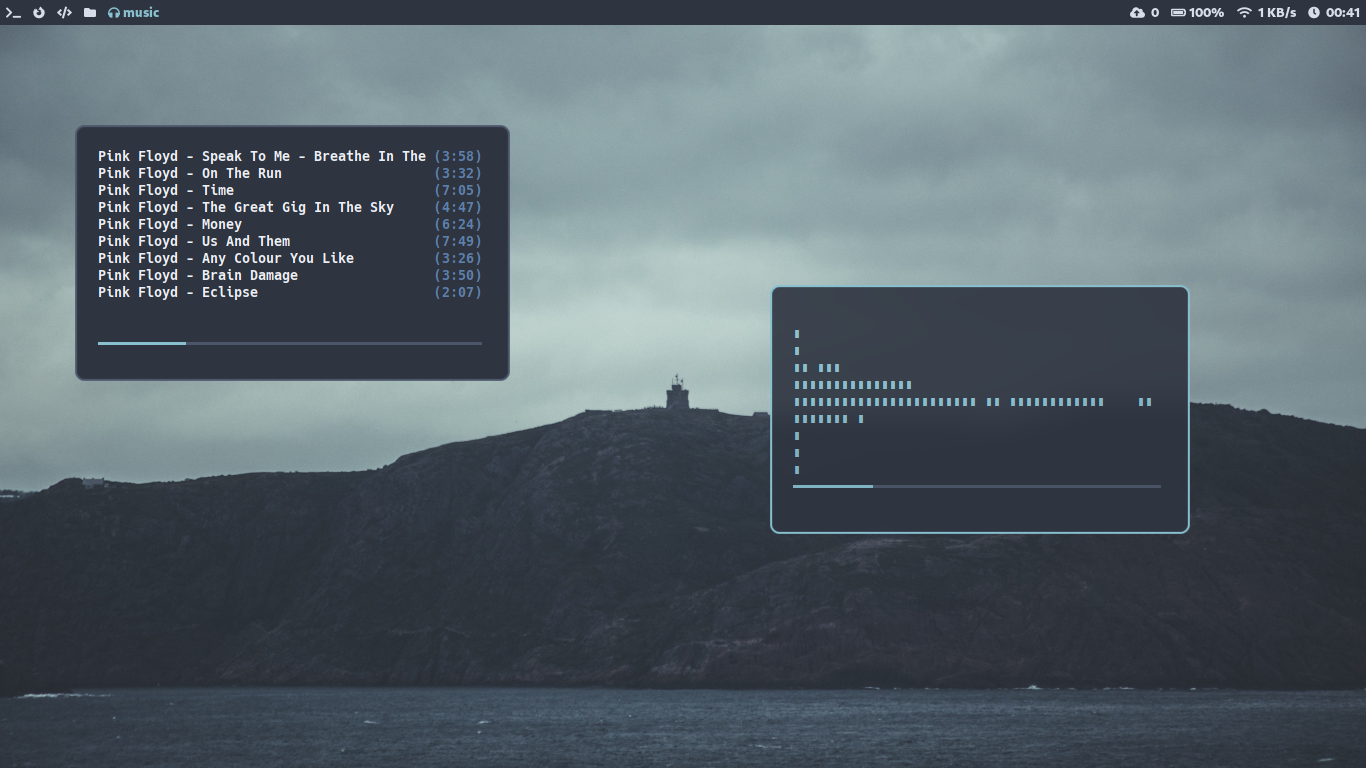 music
0 100% 1 KB/s 00:41
Pink Floyd - Speak To Me - Breathe In The (3:58)
Pink Floyd - On The Run (3:32)
Pink Floyd - Time (7:05)
Pink Floyd - The Great Gig In The Sky (4:47)
Pink Floyd - Money (6:24)
Pink Floyd - Us And Them (7:49)
Pink Floyd - Any Colour You Like (3:26)
Pink Floyd - Brain Damage (3:50)
Pink Floyd - Eclipse (2:07)